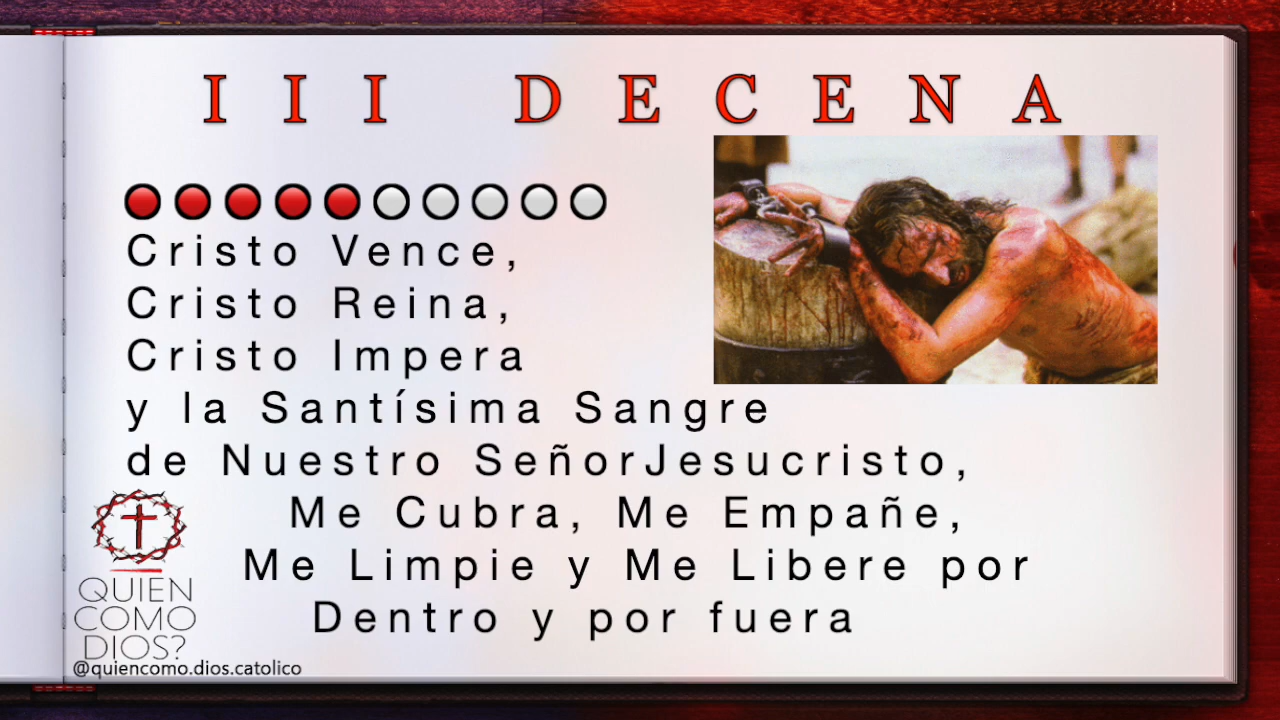 III DECENA
Cristo Vence,
Cristo Reina,
Cristo Impera
y la Santísima Sangre
de Nuestro SeñorJesucristo,
Me Cubra, Me Empañe,
Me Limpie y Me Libere por
Dentro y por fuera
QUIEN
COMO
DIOS?
@quiencomo.dios.catolico